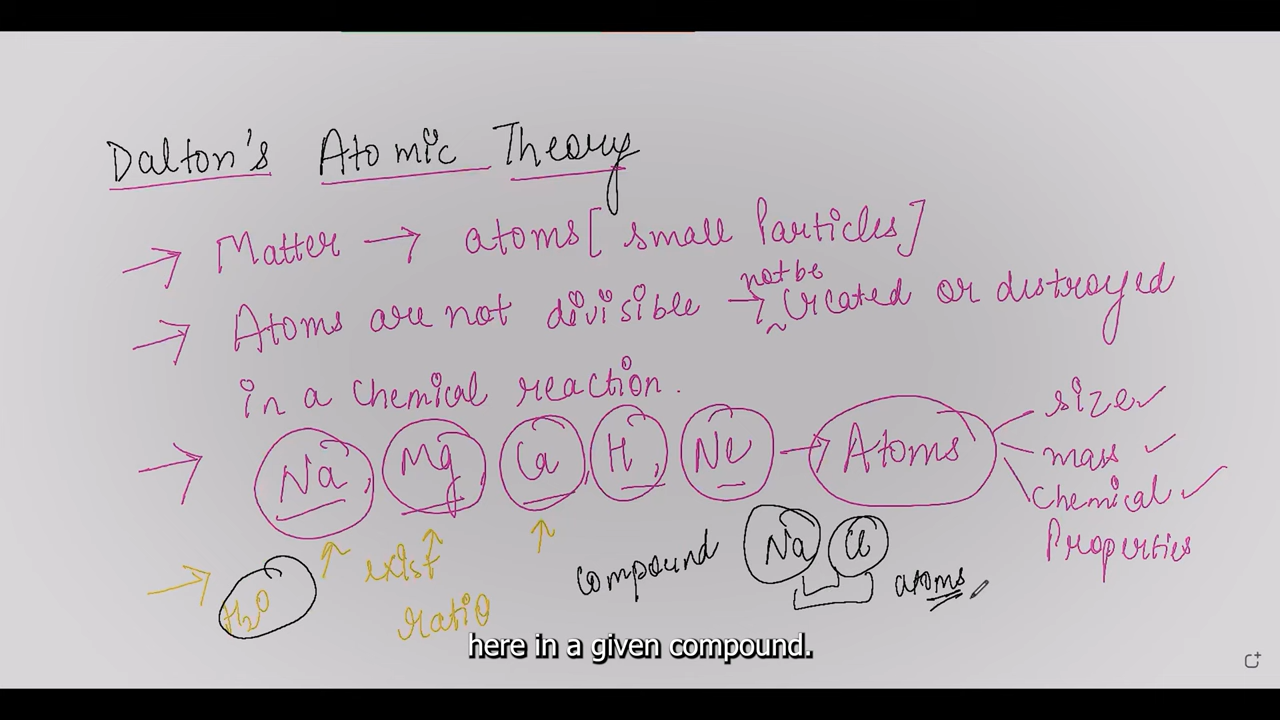 Dalton's Atomic Theory
→ Matter → atoms [small Particles]
not be
→ Atoms are not divisible → Created or destroyed
in a Chemical reaction.
→ Na, Mg, Ca, H, Ne → Atoms
size ✓
mass ✓
Chemical ✓
Properties
→ H₂O exist
ratio
compound Na Cl atoms
here in a given compound.